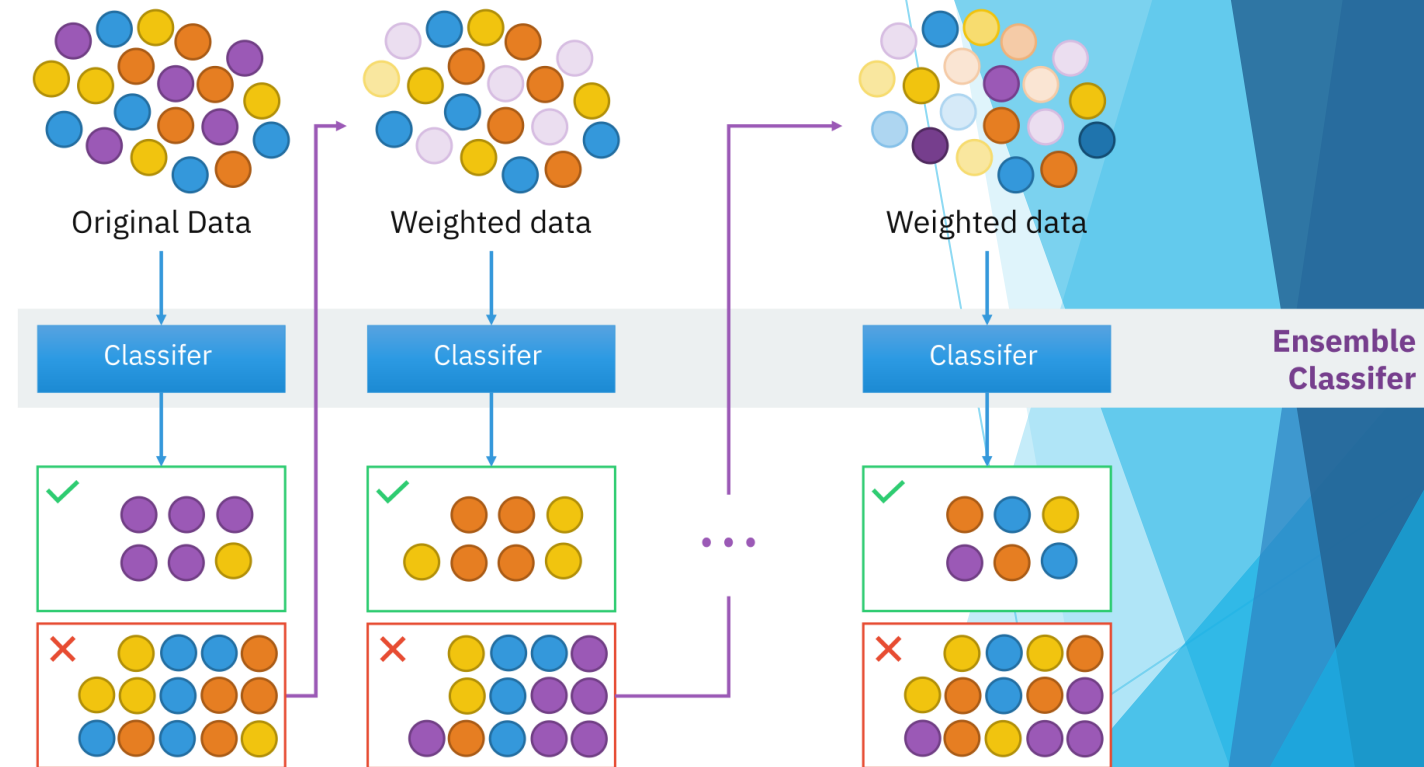 Original Data
Weighted data
Weighted data
Classifer
Classifer
Classifer
Ensemble
Classifer